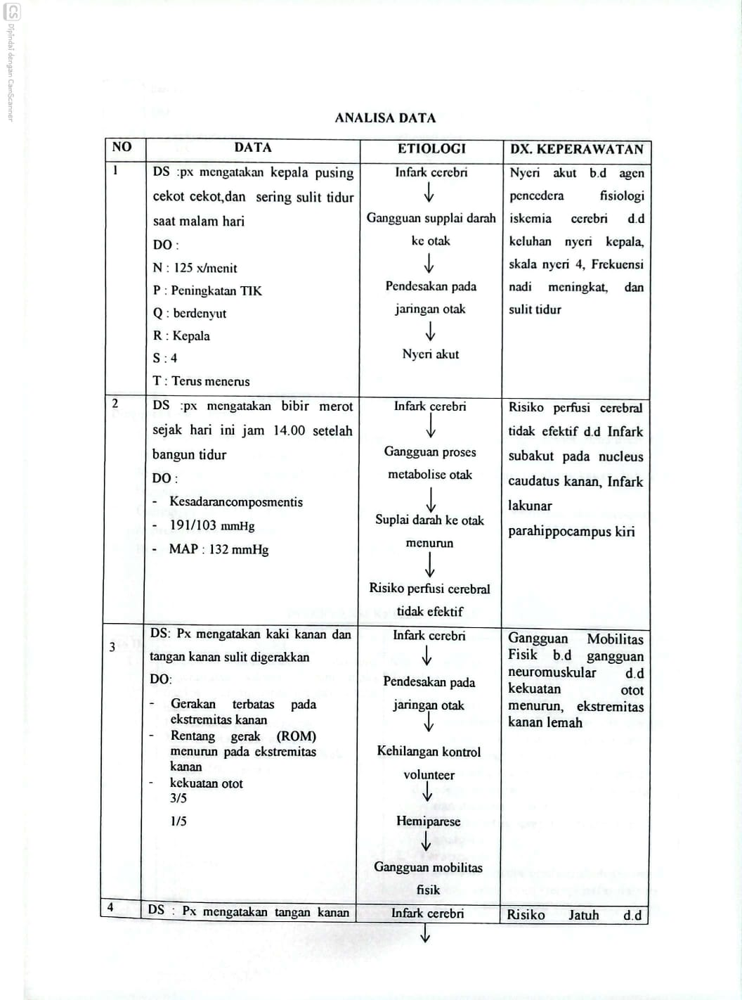 CS Dipindai dengan CamScanner
ANALISA DATA
NO DATA ETIOLOGI DX. KEPERAWATAN
1
DS :px mengatakan kepala pusing
cekot cekot,dan sering sulit tidur
saat malam hari
DO :
N : 125 x/menit
P : Peningkatan TIK
Q : berdenyut
R : Kepala
S : 4
T : Terus menerus
Infark cerebri
↓
Gangguan supplai darah
ke otak
↓
Pendesakan pada
jaringan otak
↓
Nyeri akut
Nyeri akut b.d agen
pencedera fisiologi
iskemia cerebri d.d
keluhan nyeri kepala,
skala nyeri 4, Frekuensi
nadi meningkat, dan
sulit tidur
2
DS :px mengatakan bibir merot
sejak hari ini jam 14.00 setelah
bangun tidur
DO :
- Kesadarancomposmentis
- 191/103 mmHg
- MAP : 132 mmHg
Infark cerebri
↓
Gangguan proses
metabolise otak
↓
Suplai darah ke otak
menurun
↓
Risiko perfusi cerebral
tidak efektif
Risiko perfusi cerebral
tidak efektif d.d Infark
subakut pada nucleus
caudatus kanan, Infark
lakunar
parahippocampus kiri
3
DS: Px mengatakan kaki kanan dan
tangan kanan sulit digerakkan
DO:
- Gerakan terbatas pada
ekstremitas kanan
- Rentang gerak (ROM)
menurun pada ekstremitas
kanan
- kekuatan otot
3/5
1/5
Infark cerebri
↓
Pendesakan pada
jaringan otak
↓
Kehilangan kontrol
volunteer
↓
Hemiparese
↓
Gangguan mobilitas
fisik
Gangguan Mobilitas
Fisik b.d gangguan
neuromuskular d.d
kekuatan otot
menurun, ekstremitas
kanan lemah
4
DS : Px mengatakan tangan kanan
Infark cerebri
↓
Risiko Jatuh d.d